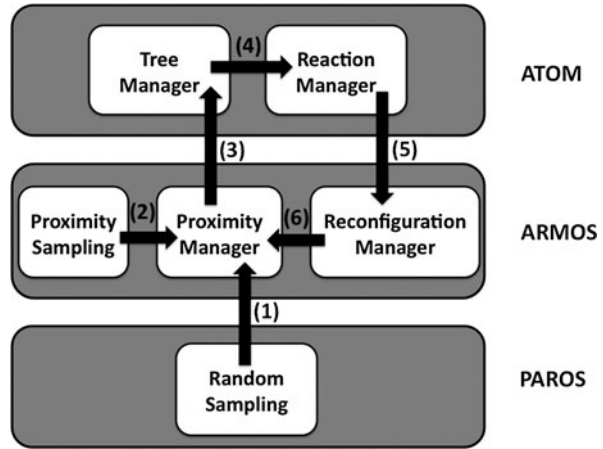 Tree
Manager
(4)
Reaction
Manager
ATOM
(3)
(5)
Proximity
Sampling
(2)
Proximity
Manager
(6)
Reconfiguration
Manager
ARMOS
(1)
Random
Sampling
PAROS